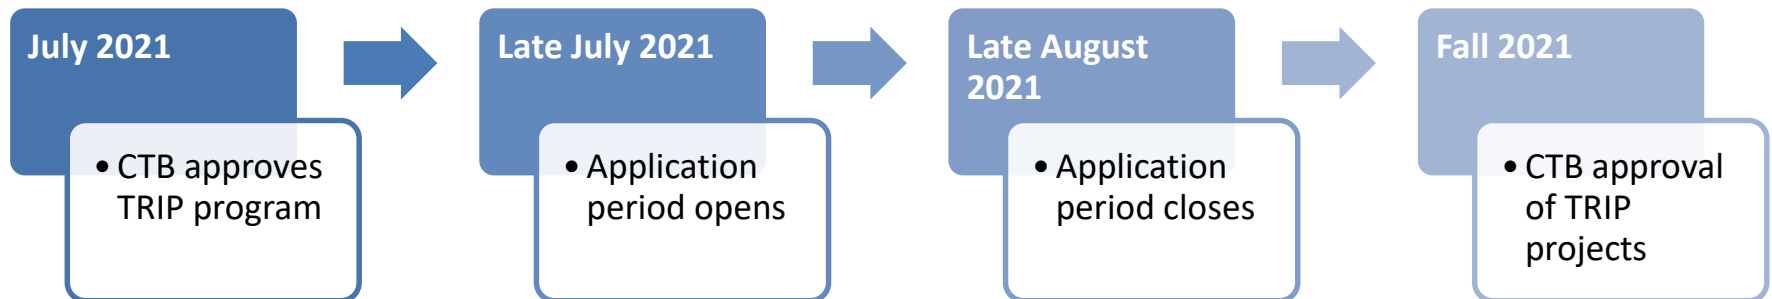 July 2021
• CTB approves
TRIP program
Late July 2021
• Application
period opens
Late August
2021
• Application
period closes
Fall 2021
• CTB approval
of TRIP
projects